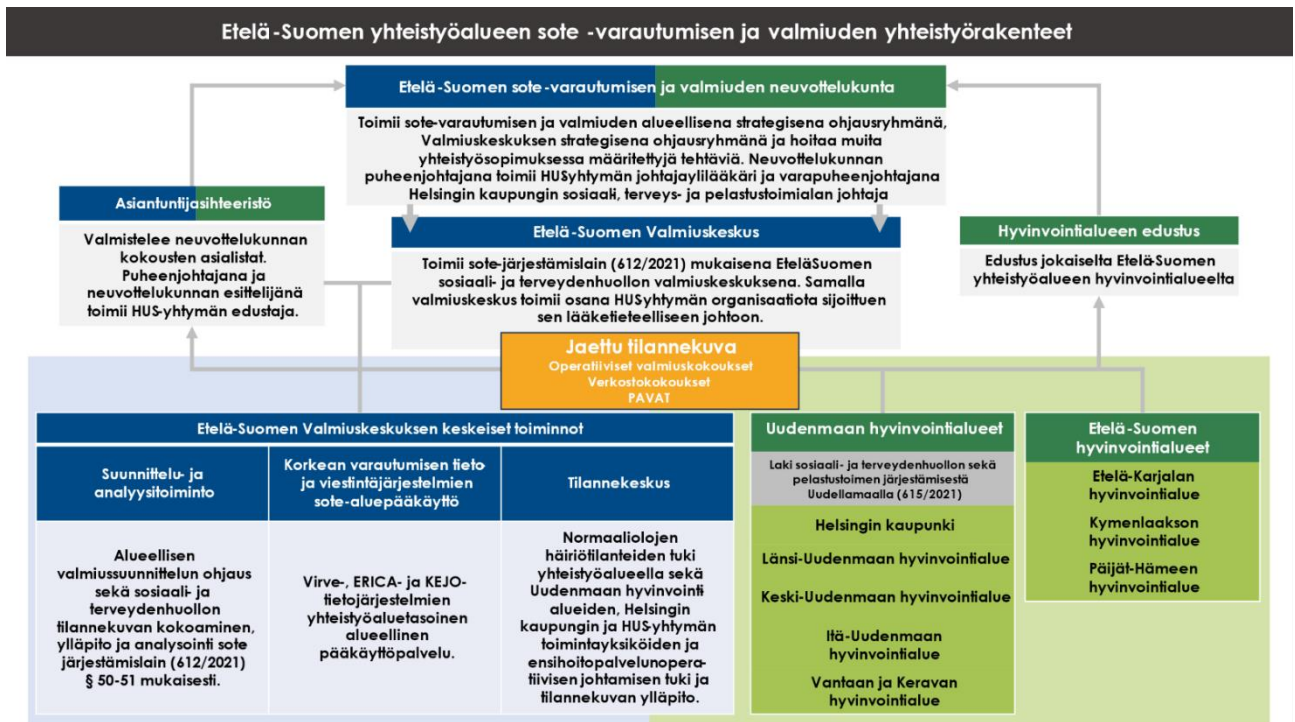 Etelä-Suomen yhteistyöalueen sote -varautumisen ja valmiuden yhteistyörakenteet
Etelä-Suomen sote-varautumisen ja valmiuden neuvottelukunta
Toimii sote-varautumisen ja valmiuden alueellisena strategisena ohjausryhmänä,
Valmiuskeskuksen strategisena ohjausryhmänä ja hoitaa muita
yhteistyösopimuksessa määritettyjä tehtäviä. Neuvottelukunnan
puheenjohtajana toimii HUSyhtymän johtajaylilääkäri ja varapuheenjohtajana
Helsingin kaupungin sosiaali, terveys- ja pelastustoimialan johtaja
Asiantuntijasihteeristö
Valmistelee neuvottelukunnan
kokousten asialistat.
Puheenjohtajana ja
neuvottelukunnan esittelijänä
toimii HUS-yhtymän edustaja.
Etelä-Suomen Valmiuskeskus
Toimii sote-järjestämislain (612/2021) mukaisena EteläSuomen
sosiaali- ja terveydenhuollon valmiuskeskuksena. Samalla
valmiuskeskus toimii osana HUSyhtymän organisaatiota sijoittuen
sen lääketieteelliseen johtoon.
Hyvinvointialueen edustus
Edustus jokaiselta EteläSuomen
yhteistyöalueen hyvinvointialueelta
Jaettu tilannekuva
Operatiiviset valmiuskokoukset
Verkostokokoukset
PAVAT
Etelä-Suomen Valmiuskeskuksen keskeiset toiminnot
Suunnittelu- ja
analyysitoiminto
Alueellisen
valmiussuunnittelun ohjaus
sekä sosiaali- ja
terveydenhuollon
tilannekuvan kokoaminen,
ylläpito ja analysointi sote
järjestämislain (612/2021)
§ 50-51 mukaisesti.
Korkean varautumisen tieto
ja viestintäjärjestelmien
sote-aluepääkäyttö
Virve-, ERICA- ja KEJO-
tietojärjestelmien
yhteistyöaluetasoinen
alueellinen
pääkäyttöpalvelu.
Tilannekeskus
Normaaliolojen
häiriötilanteiden tuki
yhteistyöalueella sekä
Uudenmaan hyvinvointi
alueiden, Helsingin
kaupungin ja HUS-yhtymän
toimintayksiköiden ja
ensihoitopalvelunopera-
tiivisen johtamisen tuki ja
tilannekuvan ylläpito.
Uudenmaan hyvinvointialueet
Laki sosiaali- ja terveydenhuollon sekä
pelastustoimen järjestämisestä
Uudellamaalla (615/2021)
Helsingin kaupunki
Länsi-Uudenmaan hyvinvointialue
Keski-Uudenmaan hyvinvointialue
Itä-Uudenmaan
hyvinvointialue
Vantaan ja Keravan
hyvinvointialue
Etelä-Suomen
hyvinvointialueet
Etelä-Karjalan
hyvinvointialue
Kymenlaakson
hyvinvointialue
Päijät-Hämeen
hyvinvointialue